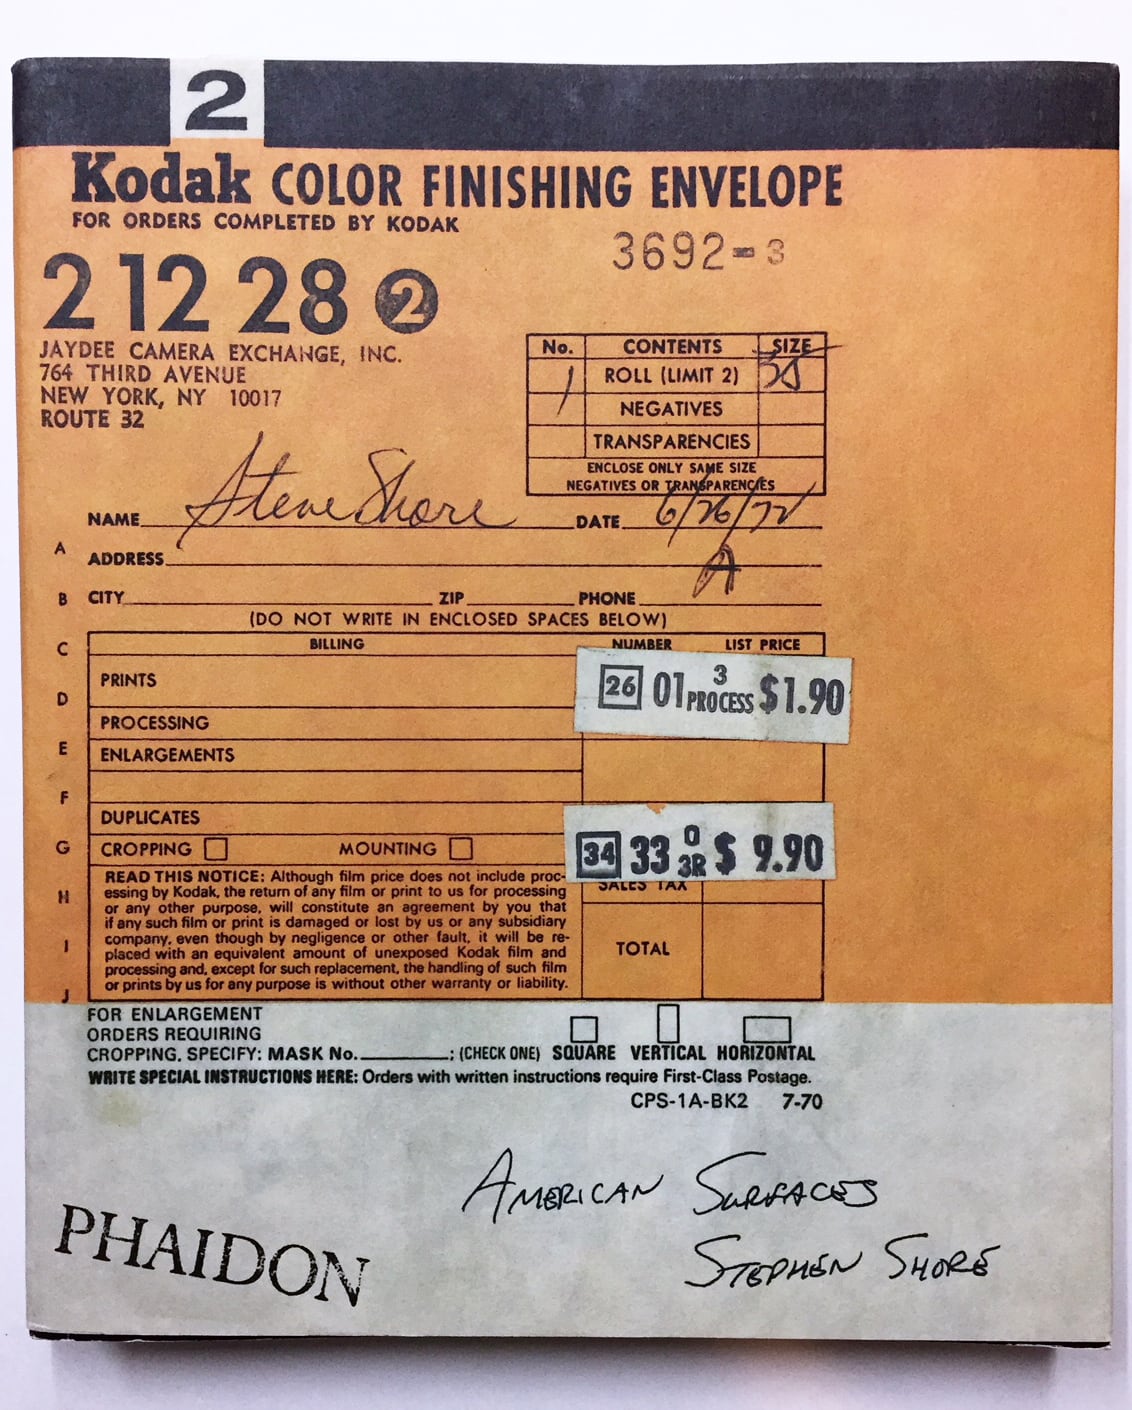 2
Kodak COLOR FINISHING ENVELOPE
FOR ORDERS COMPLETED BY KODAK
3692-3
2 12 28 2
JAYDEE CAMERA EXCHANGE, INC.
764 THIRD AVENUE
NEW YORK, NY 10017
ROUTE 32
No. CONTENTS SIZE
1 ROLL (LIMIT 2) 35
NEGATIVES
TRANSPARENCIES
ENCLOSE ONLY SAME SIZE
NEGATIVES OR TRANSPARENCIES
NAME Steve Shore DATE 6/26/72
A
ADDRESS A
B CITY ZIP PHONE
(DO NOT WRITE IN ENCLOSED SPACES BELOW)
C BILLING NUMBER LIST PRICE
PRINTS 26 01 3 PROCESS $1.90
D
PROCESSING
E ENLARGEMENTS
F
DUPLICATES
G CROPPING MOUNTING 34 33 0 3R $ 9.90
READ THIS NOTICE: Although film price does not include proc-
essing by Kodak, the return of any film or print to us for processing
or any other purpose, will constitute an agreement by you that
if any such film or print is damaged or lost by us or any subsidiary
company, even though by negligence or other fault, it will be re-
placed with an equivalent amount of unexposed Kodak film and
processing and, except for such replacement, the handling of such film
or prints by us for any purpose is without other warranty or liability.
SALES TAX
H
I TOTAL
J
FOR ENLARGEMENT
ORDERS REQUIRING
CROPPING, SPECIFY: MASK No. ; (CHECK ONE) SQUARE VERTICAL HORIZONTAL
WRITE SPECIAL INSTRUCTIONS HERE: Orders with written instructions require First-Class Postage.
CPS-1A-BK2 7-70
AMERICAN SURFACES
STEPHEN SHORE
PHAIDON